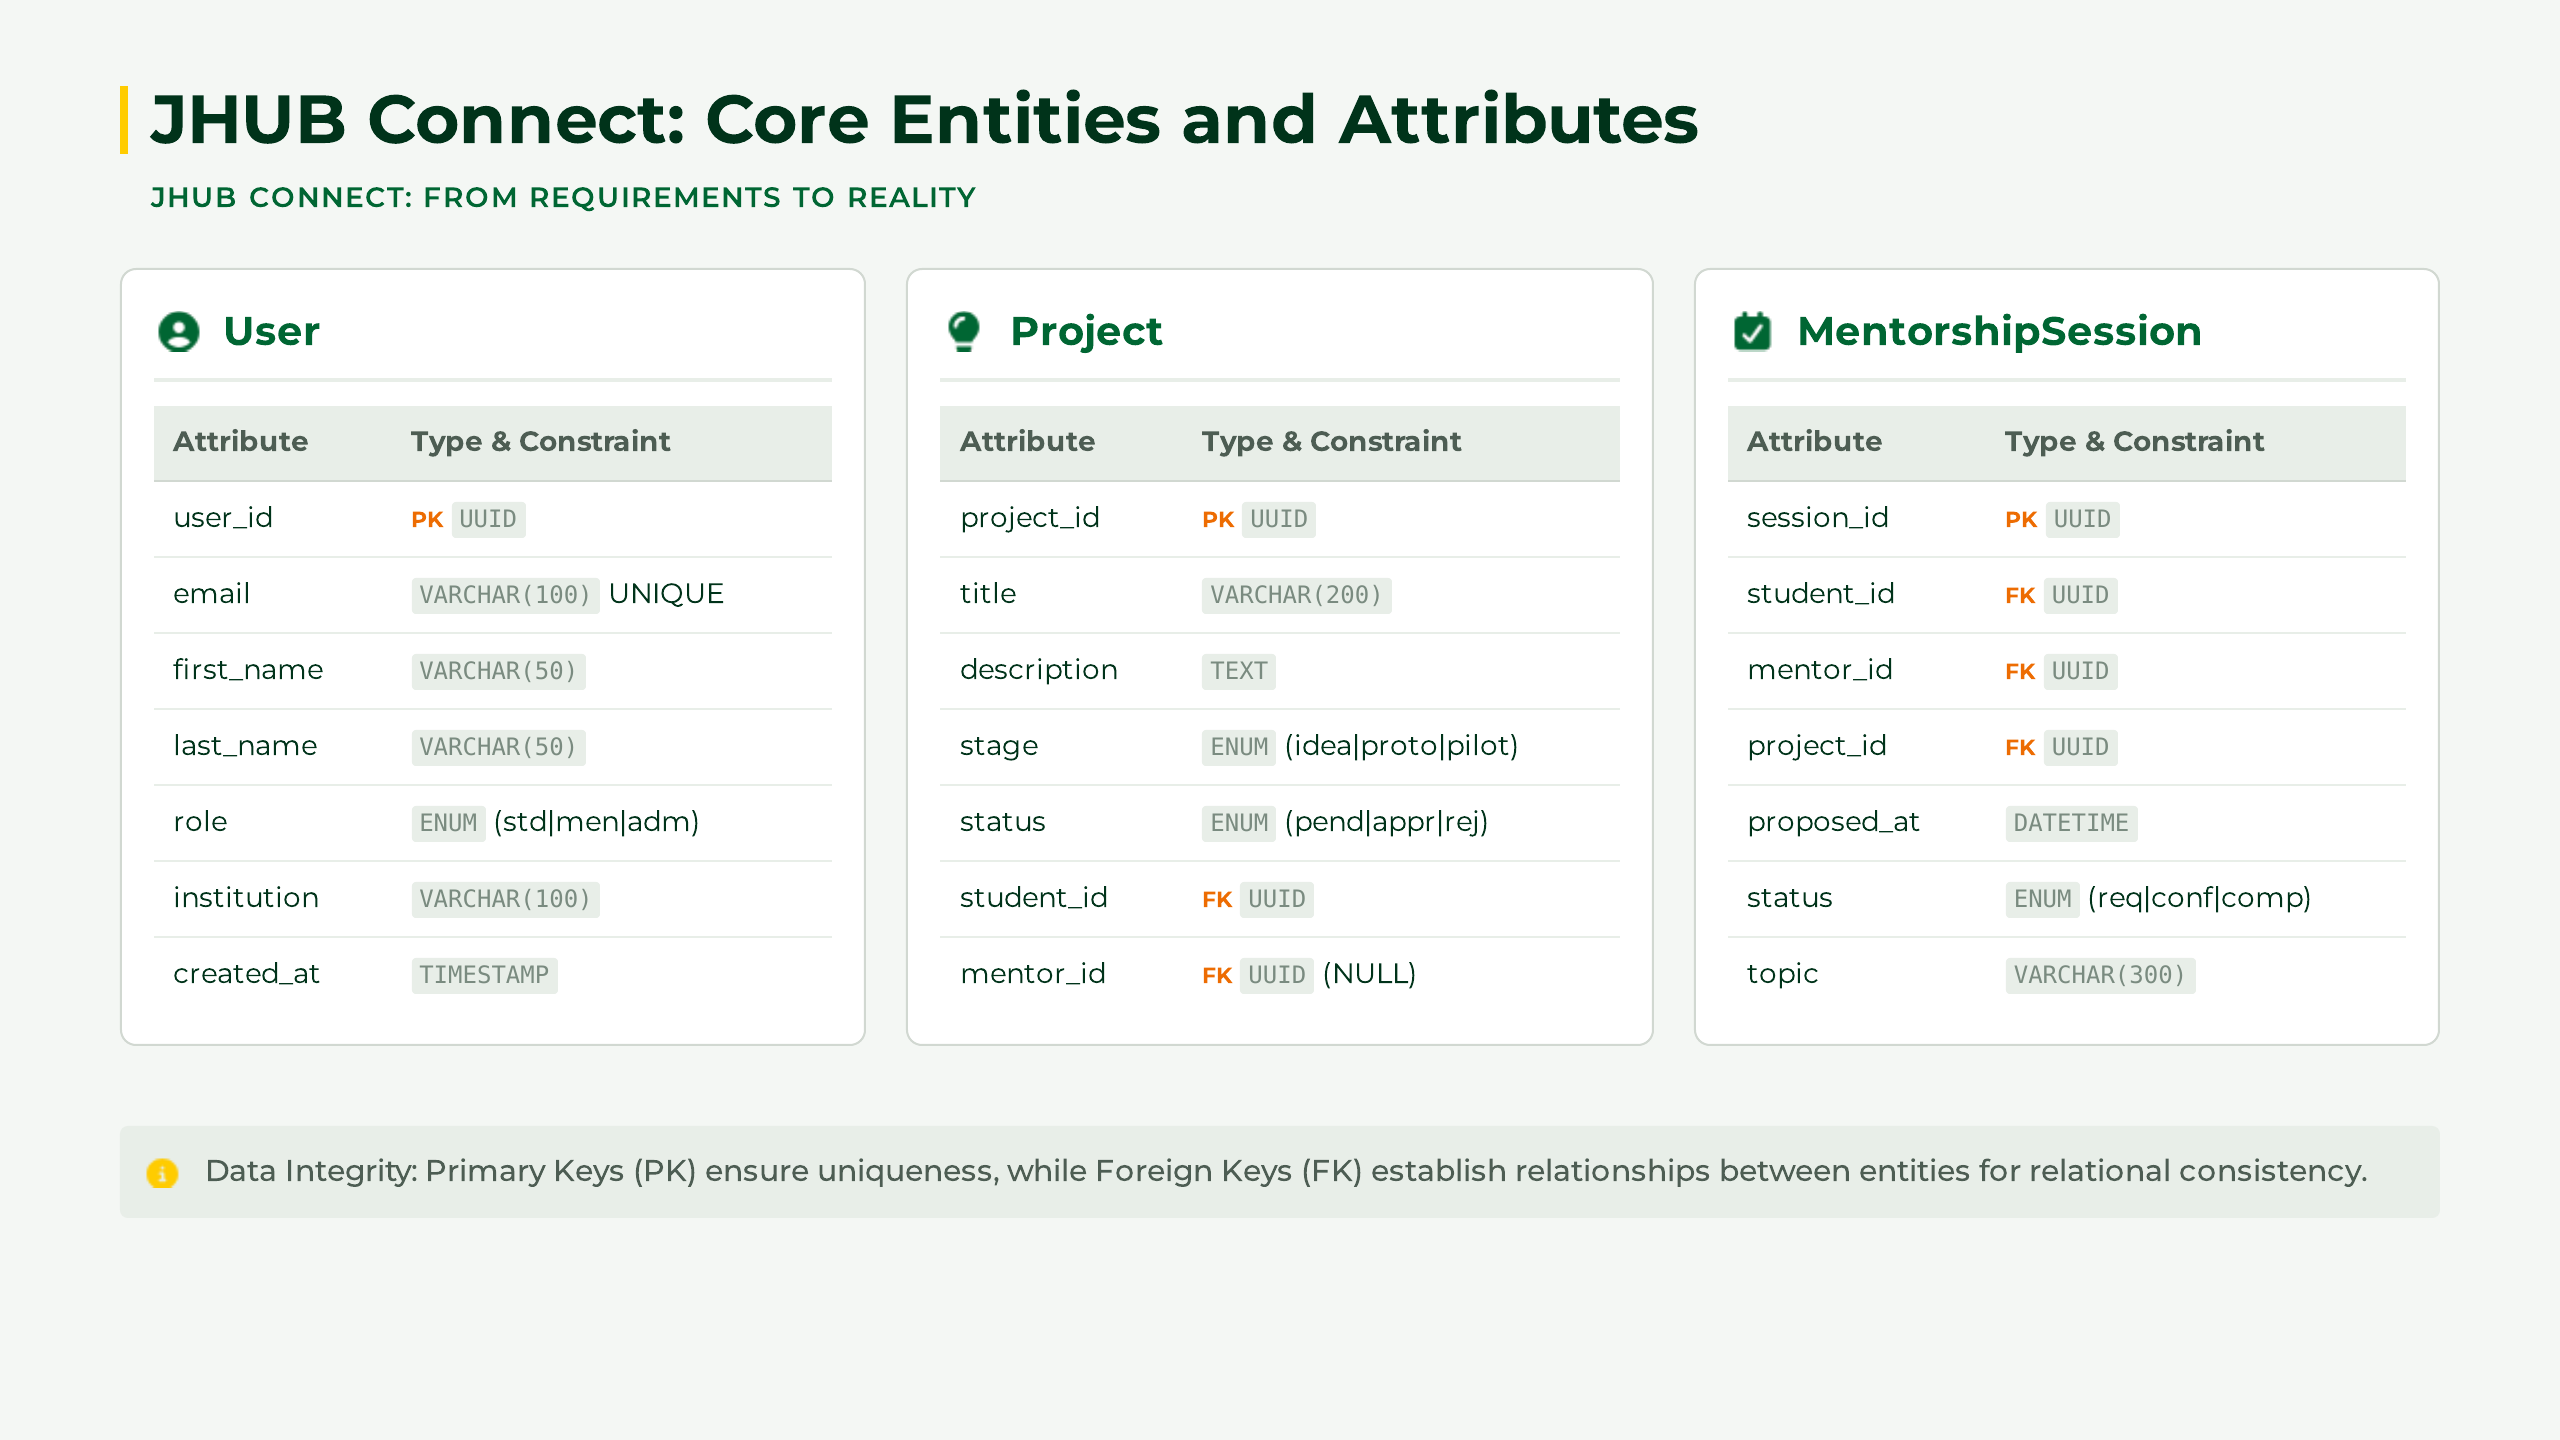 JHUB Connect: Core Entities and Attributes
JHUB CONNECT: FROM REQUIREMENTS TO REALITY
User
Attribute Type & Constraint
user_id PK UUID
email VARCHAR(100) UNIQUE
first_name VARCHAR(50)
last_name VARCHAR(50)
role ENUM (std|men|adm)
institution VARCHAR(100)
created_at TIMESTAMP
Project
Attribute Type & Constraint
project_id PK UUID
title VARCHAR(200)
description TEXT
stage ENUM (idea|proto|pilot)
status ENUM (pend|appr|rej)
student_id FK UUID
mentor_id FK UUID (NULL)
MentorshipSession
Attribute Type & Constraint
session_id PK UUID
student_id FK UUID
mentor_id FK UUID
project_id FK UUID
proposed_at DATETIME
status ENUM (req|conf|comp)
topic VARCHAR(300)
Data Integrity: Primary Keys (PK) ensure uniqueness, while Foreign Keys (FK) establish relationships between entities for relational consistency.